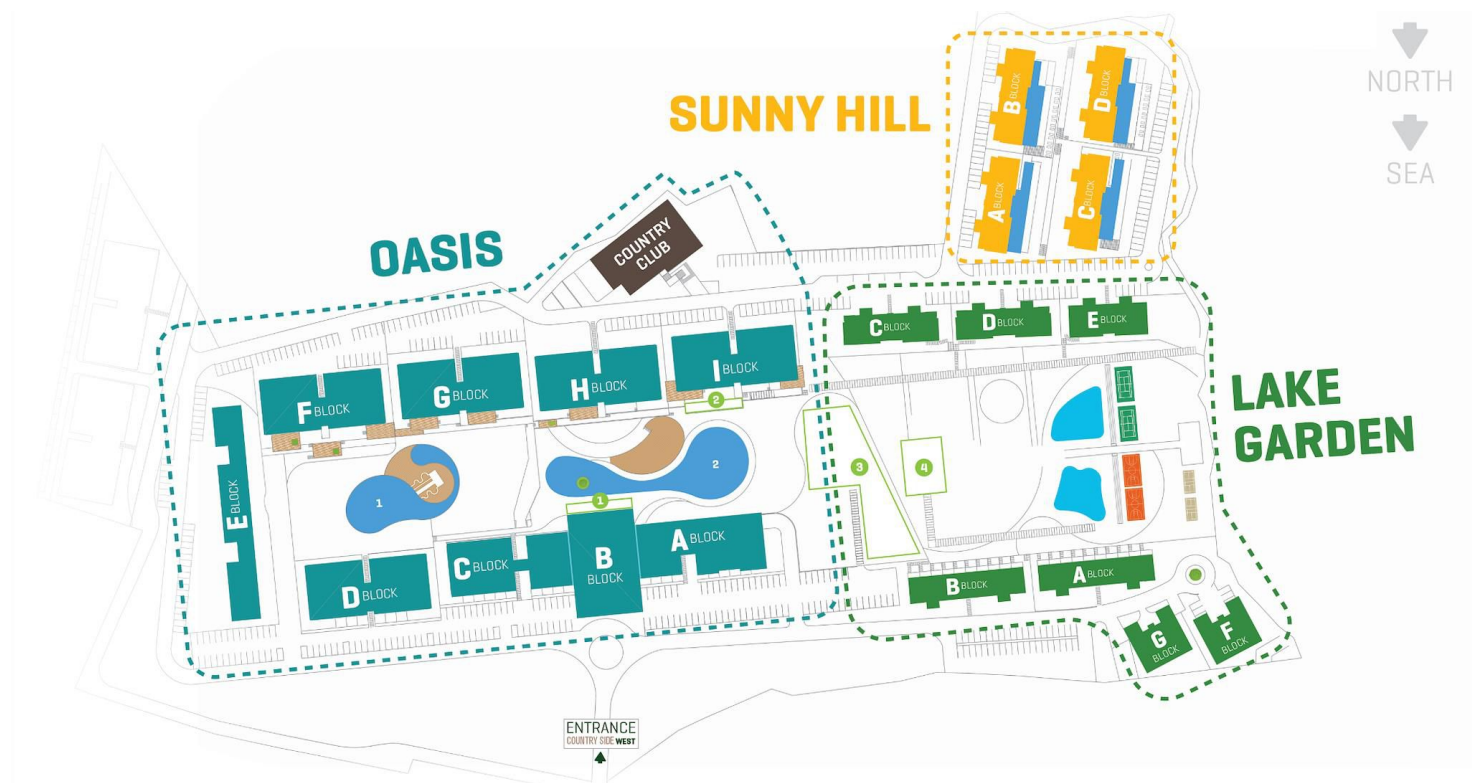 NORTH
SEA
SUNNY HILL
B BLOCK
D BLOCK
A BLOCK
C BLOCK
OASIS
COUNTRY
CLUB
F BLOCK
G BLOCK
H BLOCK
I BLOCK
2
E BLOCK
1
2
1
D BLOCK
C BLOCK
B
BLOCK
A BLOCK
LAKE
GARDEN
C BLOCK
D BLOCK
E BLOCK
3
4
B BLOCK
A BLOCK
G
BLOCK
F
BLOCK
ENTRANCE
COUNTRY SIDE WEST